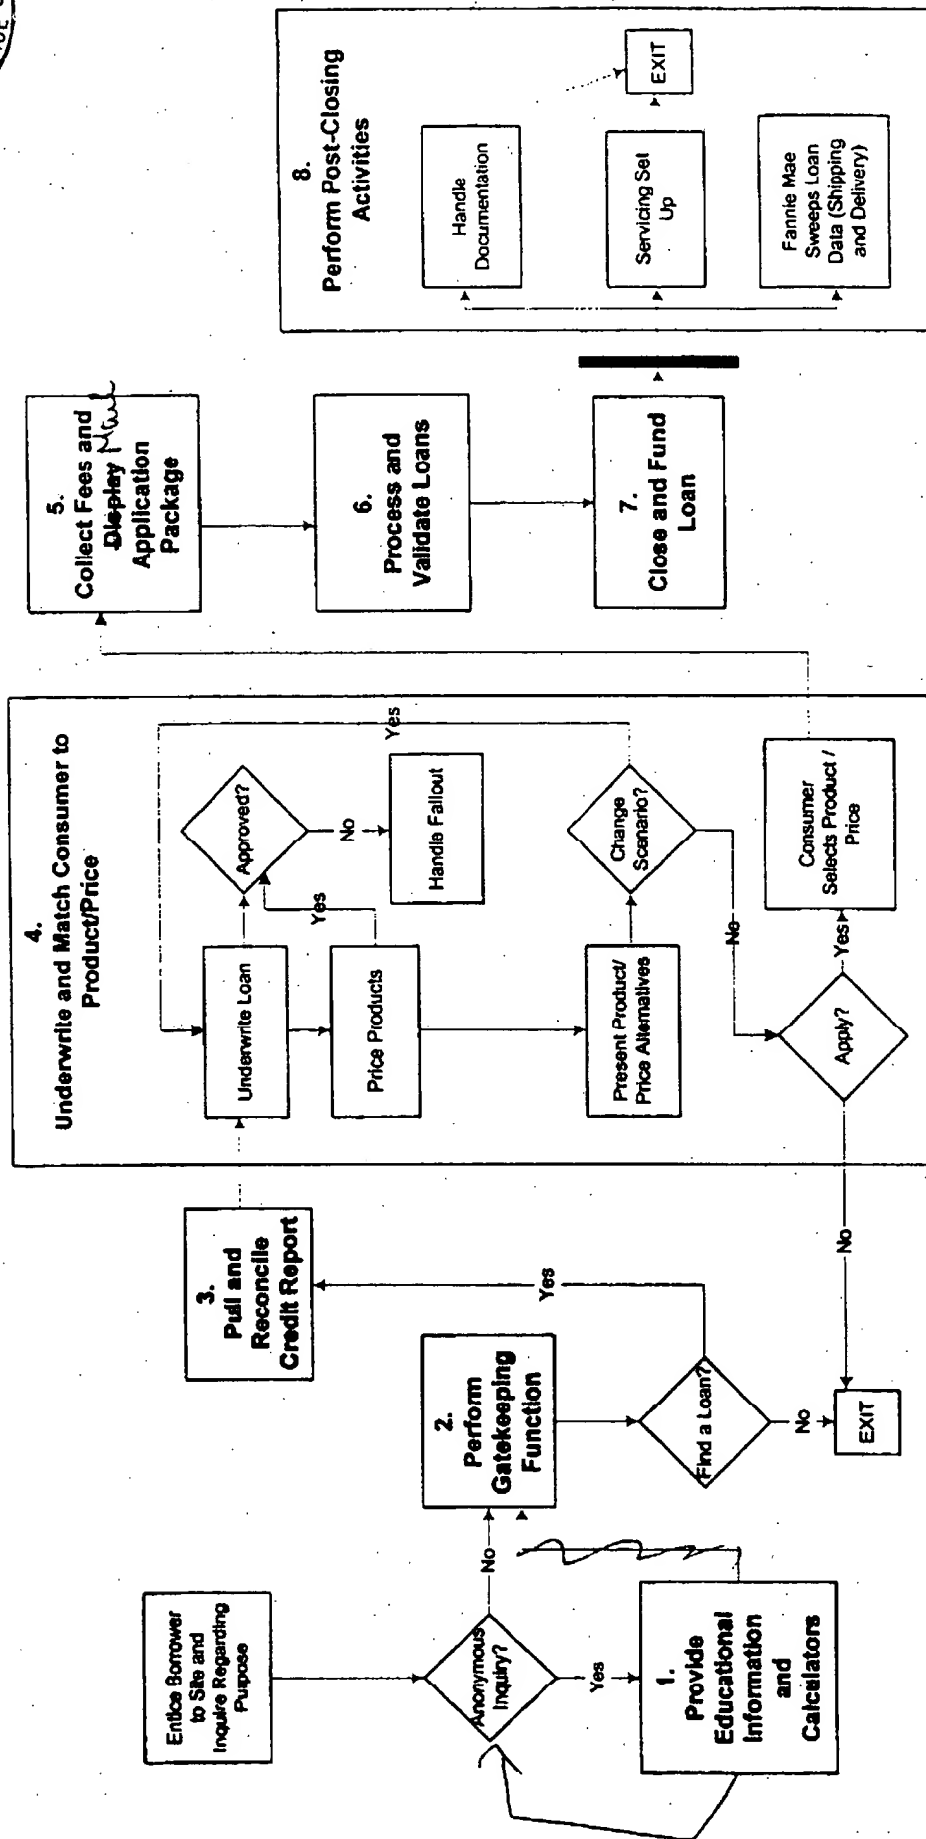 Entice Borrower
to Site and
Inquire Regarding
Purpose
Anonymous
Inquiry?
No
Yes
1.
Provide
Educational
Information
and
Calculators
2.
Perform
Gatekeeping
Function
Find a Loan?
Yes
No
EXIT
3.
Pull and
Reconcile
Credit Report
4.
Underwrite and Match Consumer to
Product/Price
Underwrite Loan
Approved?
Yes
No
Handle Fallout
Price Products
Present Product/
Price Alternatives
Change
Scenario?
Yes
No
Apply?
No
Yes
Consumer
Selects Product /
Price
5.
Collect Fees and
Display Mail
Application
Package
6.
Process and
Validate Loans
7.
Close and Fund
Loan
8.
Perform Post-Closing
Activities
Handle
Documentation
Servicing Set
Up
EXIT
Fannie Mae
Sweeps Loan
Data (Shipping
and Delivery)